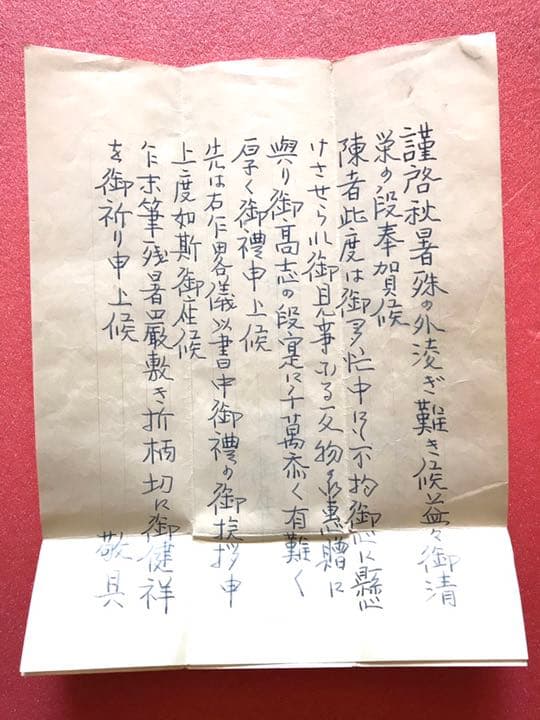 謹啓秋暑殊の外凌ぎ難き候益々御清
栄の段奉賀候
陳者此度は御多忙中にも不拘御心に懸
けさせられ御見事なる反物御恵贈に
与り御高志の段寔に千萬忝く有難く
厚く御禮申上候
先は右乍略儀以書中御禮の御挨拶申
上度如斯御座候
乍末筆残暑厳敷き折柄切に御健祥
を御祈り申上候 敬具